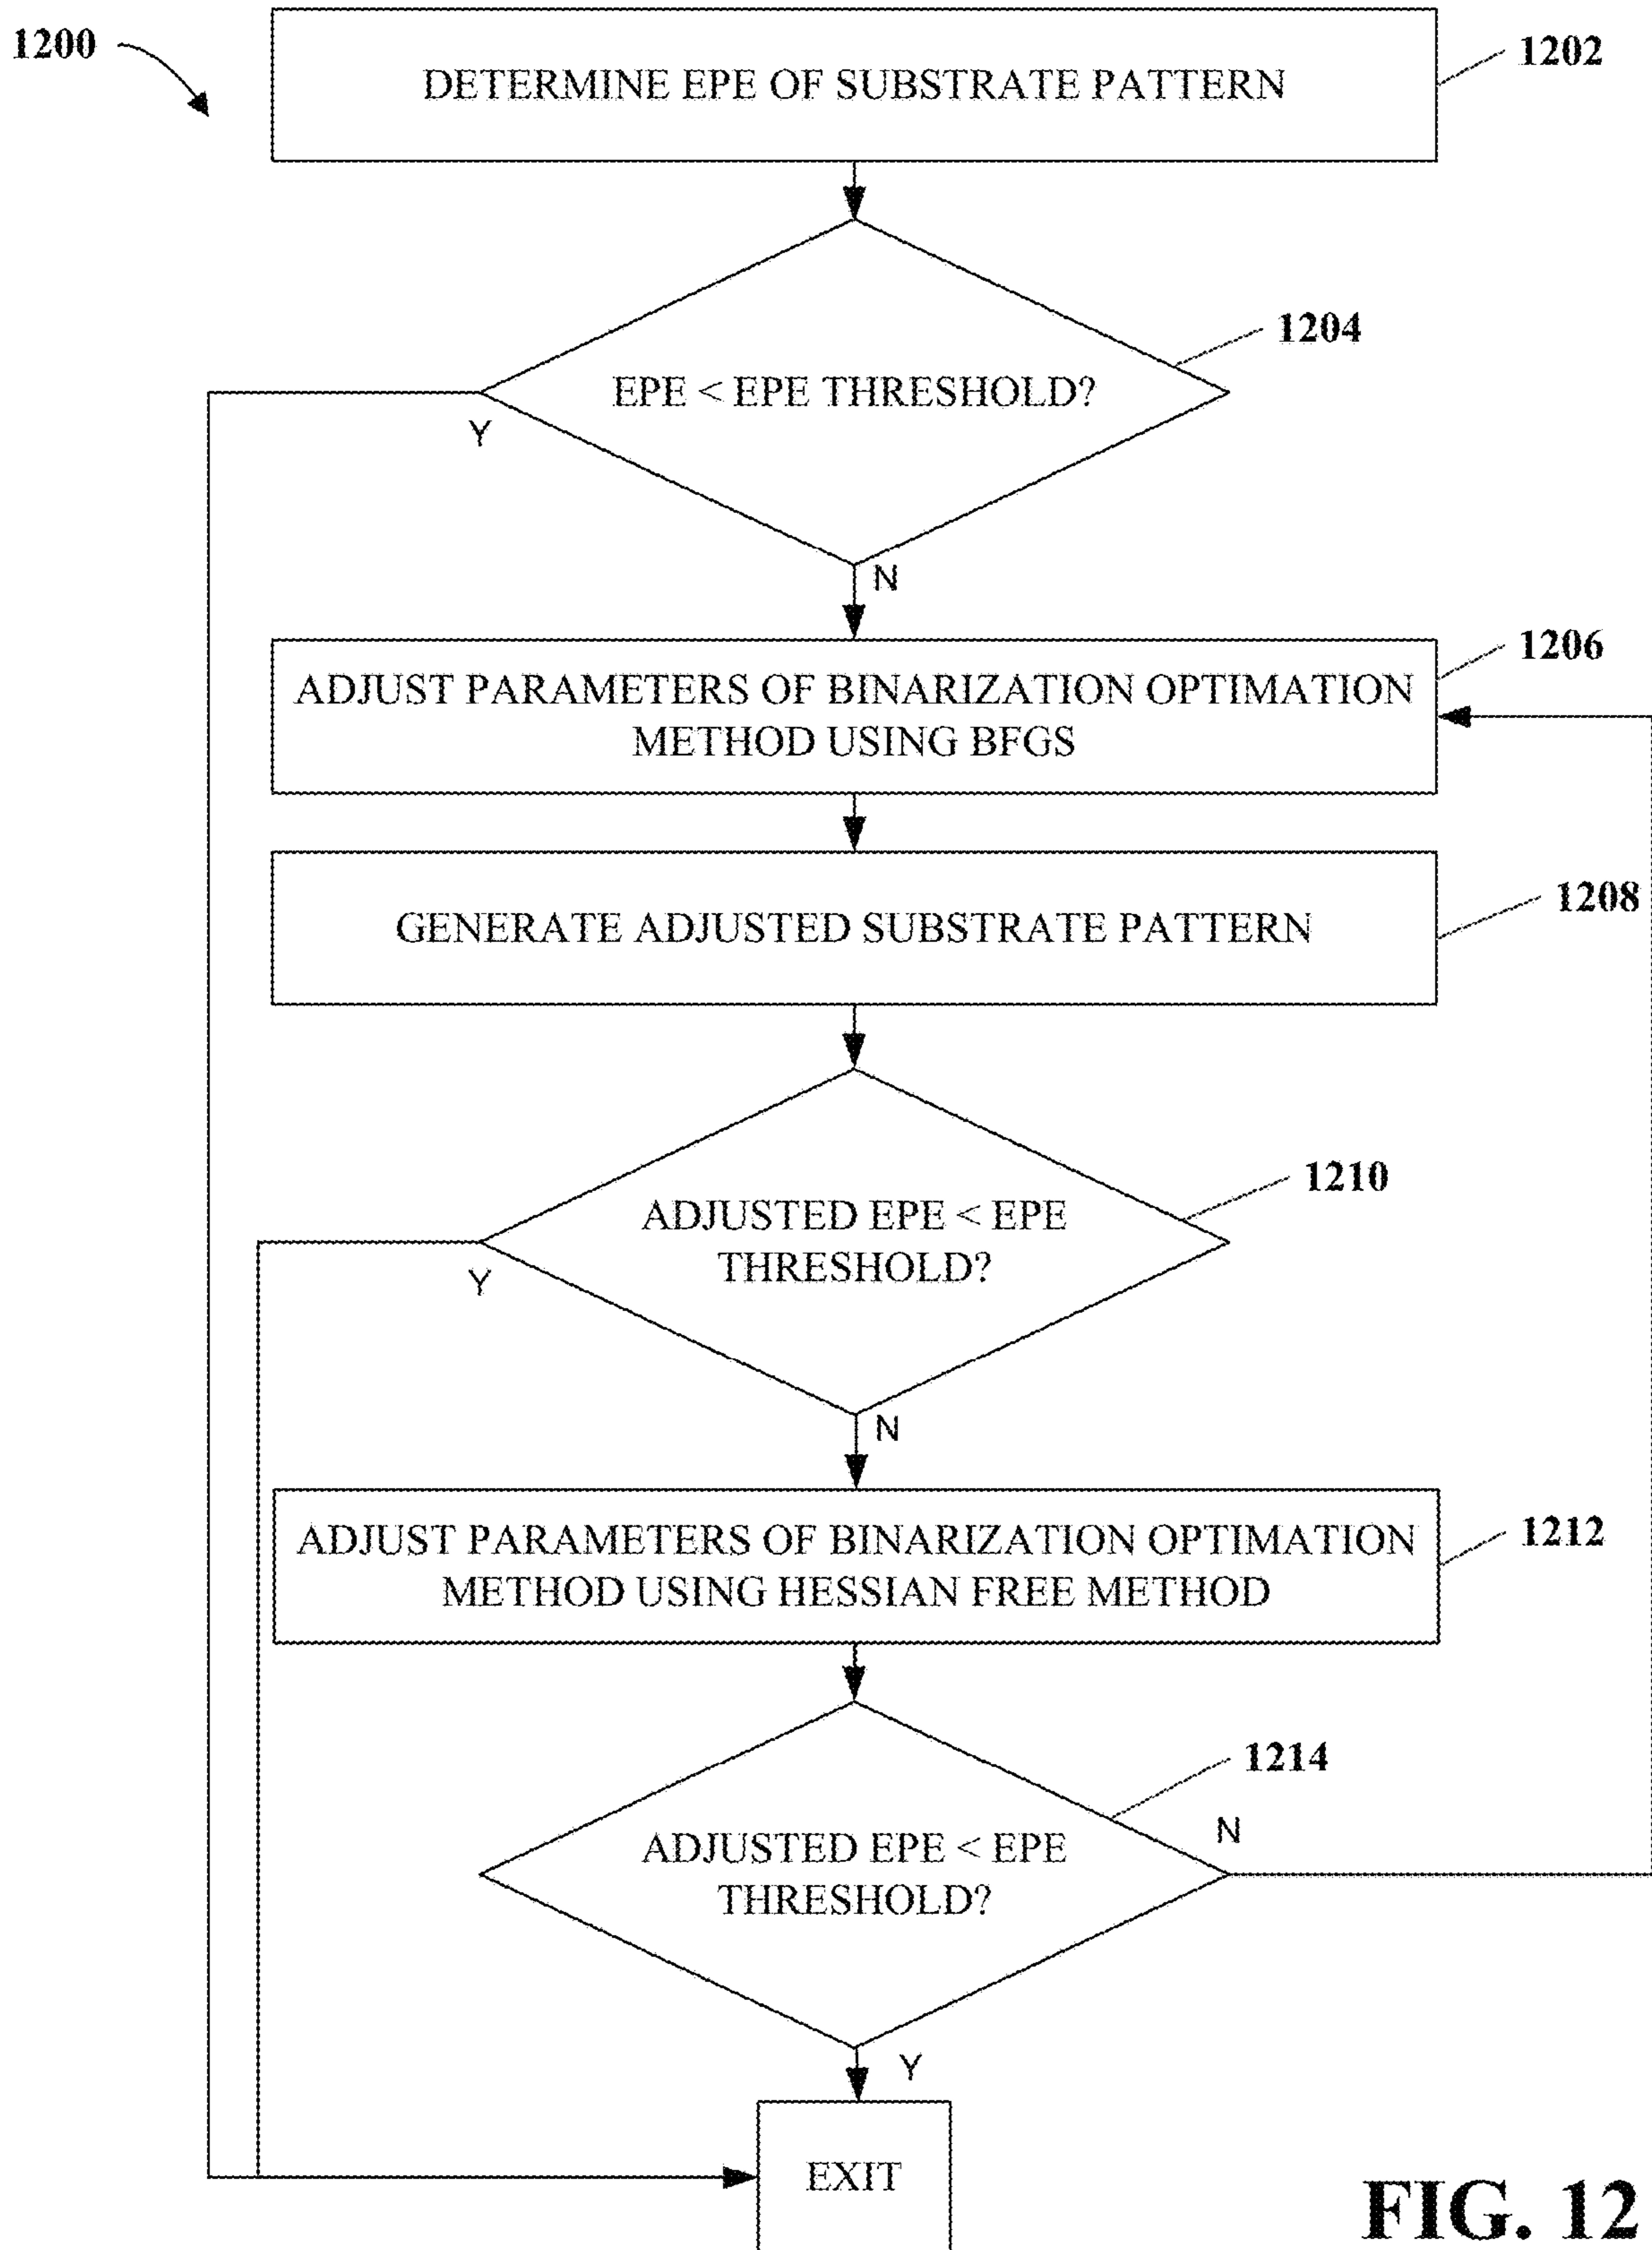 1200
DETERMINE EPE OF SUBSTRATE PATTERN
1202
EPE < EPE THRESHOLD?
1204
Y
N
ADJUST PARAMETERS OF BINARIZATION OPTIMATION
METHOD USING BFGS
1206
GENERATE ADJUSTED SUBSTRATE PATTERN
1208
ADJUSTED EPE < EPE
THRESHOLD?
1210
Y
N
ADJUST PARAMETERS OF BINARIZATION OPTIMATION
METHOD USING HESSIAN FREE METHOD
1212
ADJUSTED EPE < EPE
THRESHOLD?
1214
N
Y
EXIT
FIG. 12